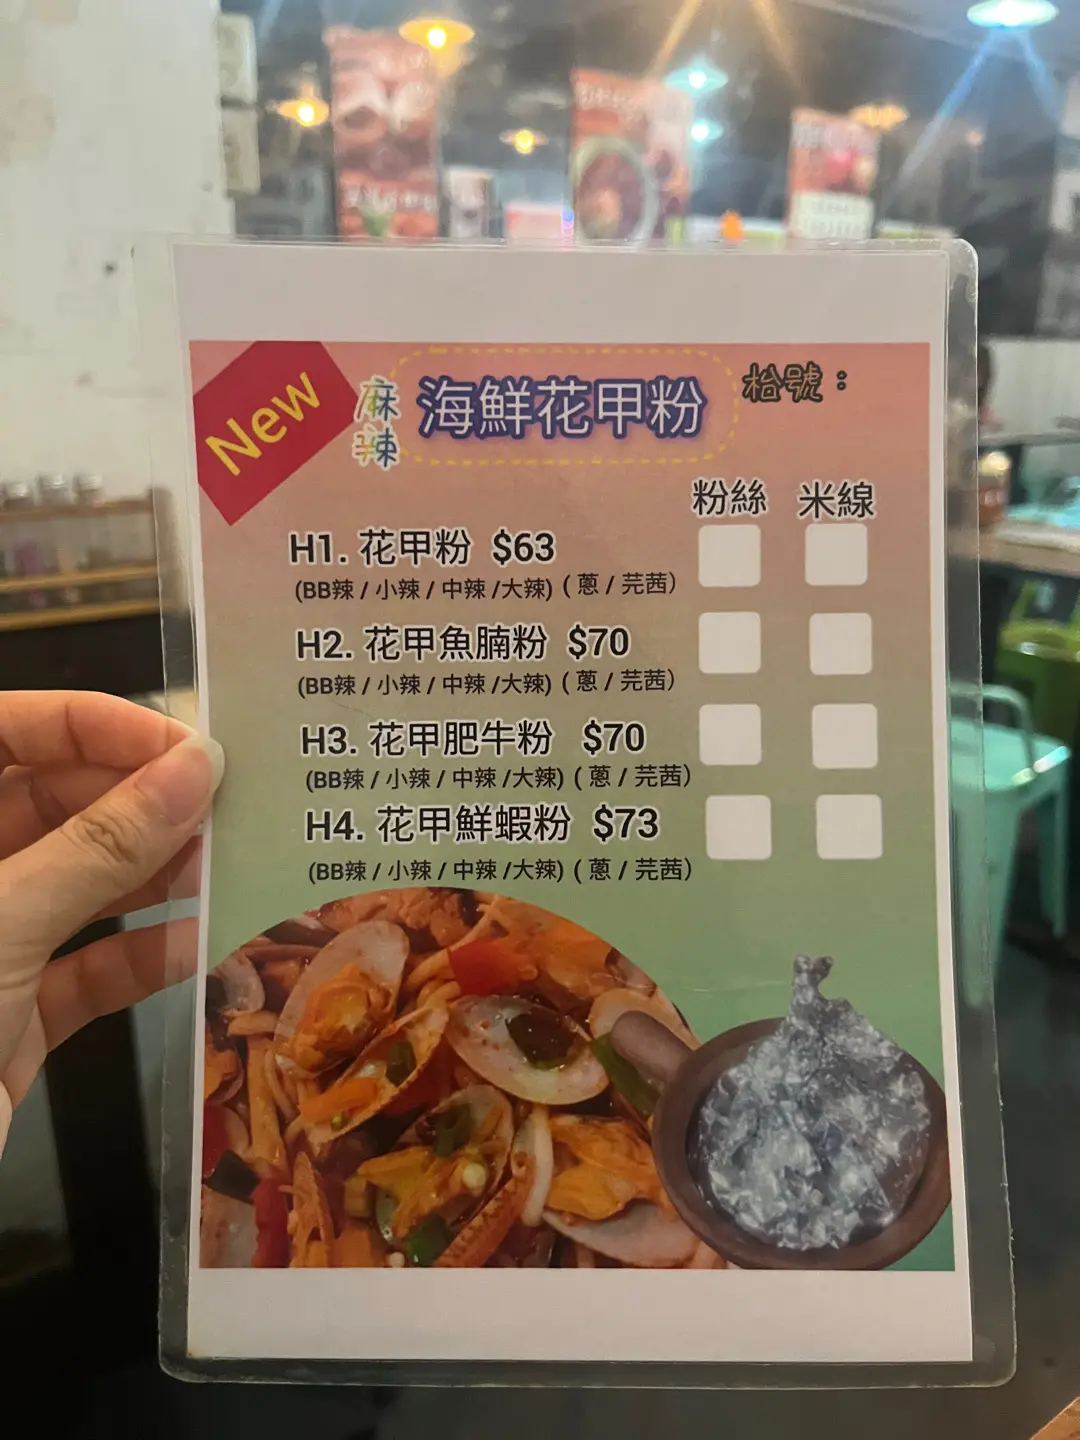 New
麻辣
海鮮花甲粉
枱號：
粉絲 米線
H1. 花甲粉 $63
(BB辣 / 小辣 / 中辣 /大辣) ( 蔥 / 芫茜)
H2. 花甲魚腩粉 $70
(BB辣 / 小辣 / 中辣 /大辣) ( 蔥 / 芫茜)
H3. 花甲肥牛粉 $70
(BB辣 / 小辣 / 中辣 /大辣) ( 蔥 / 芫茜)
H4. 花甲鮮蝦粉 $73
(BB辣 / 小辣 / 中辣 /大辣) ( 蔥 / 芫茜)